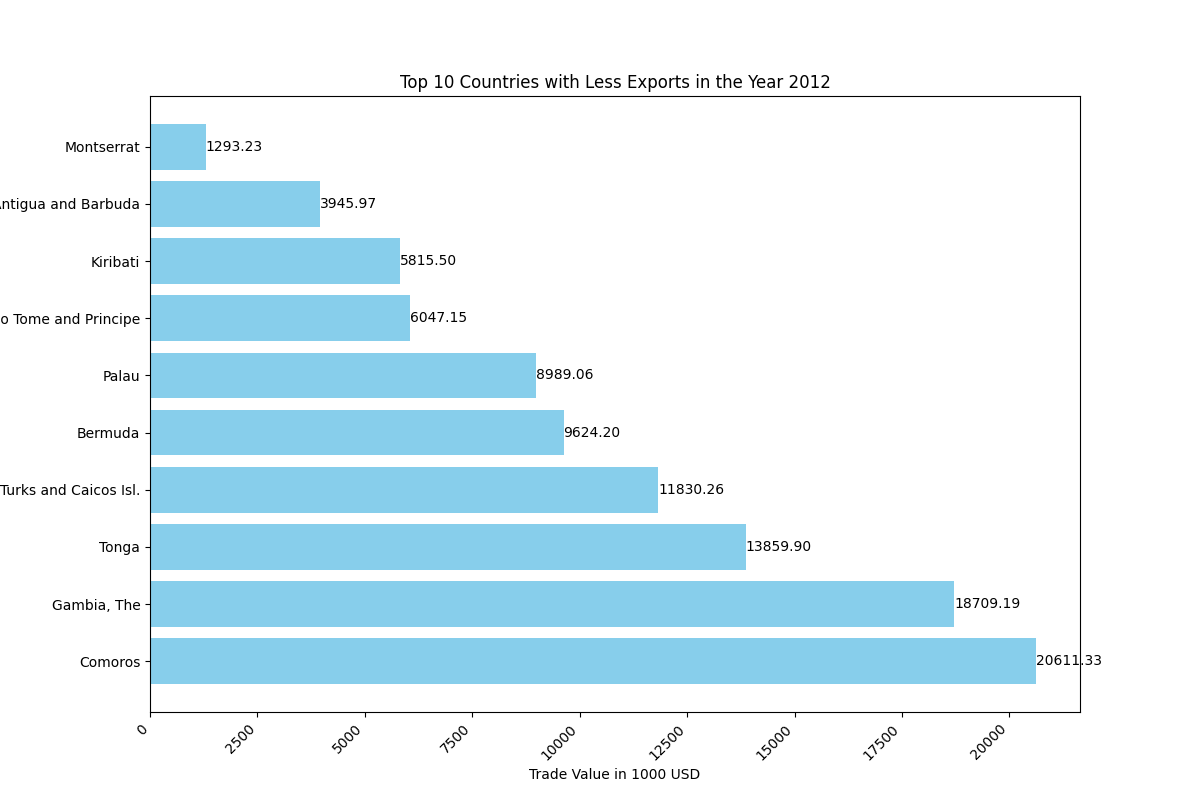 Top 10 Countries with Less Exports in the Year 2012
Montserrat 1293.23
Antigua and Barbuda 3945.97
Kiribati 5815.50
o Tome and Principe 6047.15
Palau 8989.06
Bermuda 9624.20
Turks and Caicos Isl. 11830.26
Tonga 13859.90
Gambia, The 18709.19
Comoros 20611.33
0 2500 5000 7500 10000 12500 15000 17500 20000
Trade Value in 1000 USD